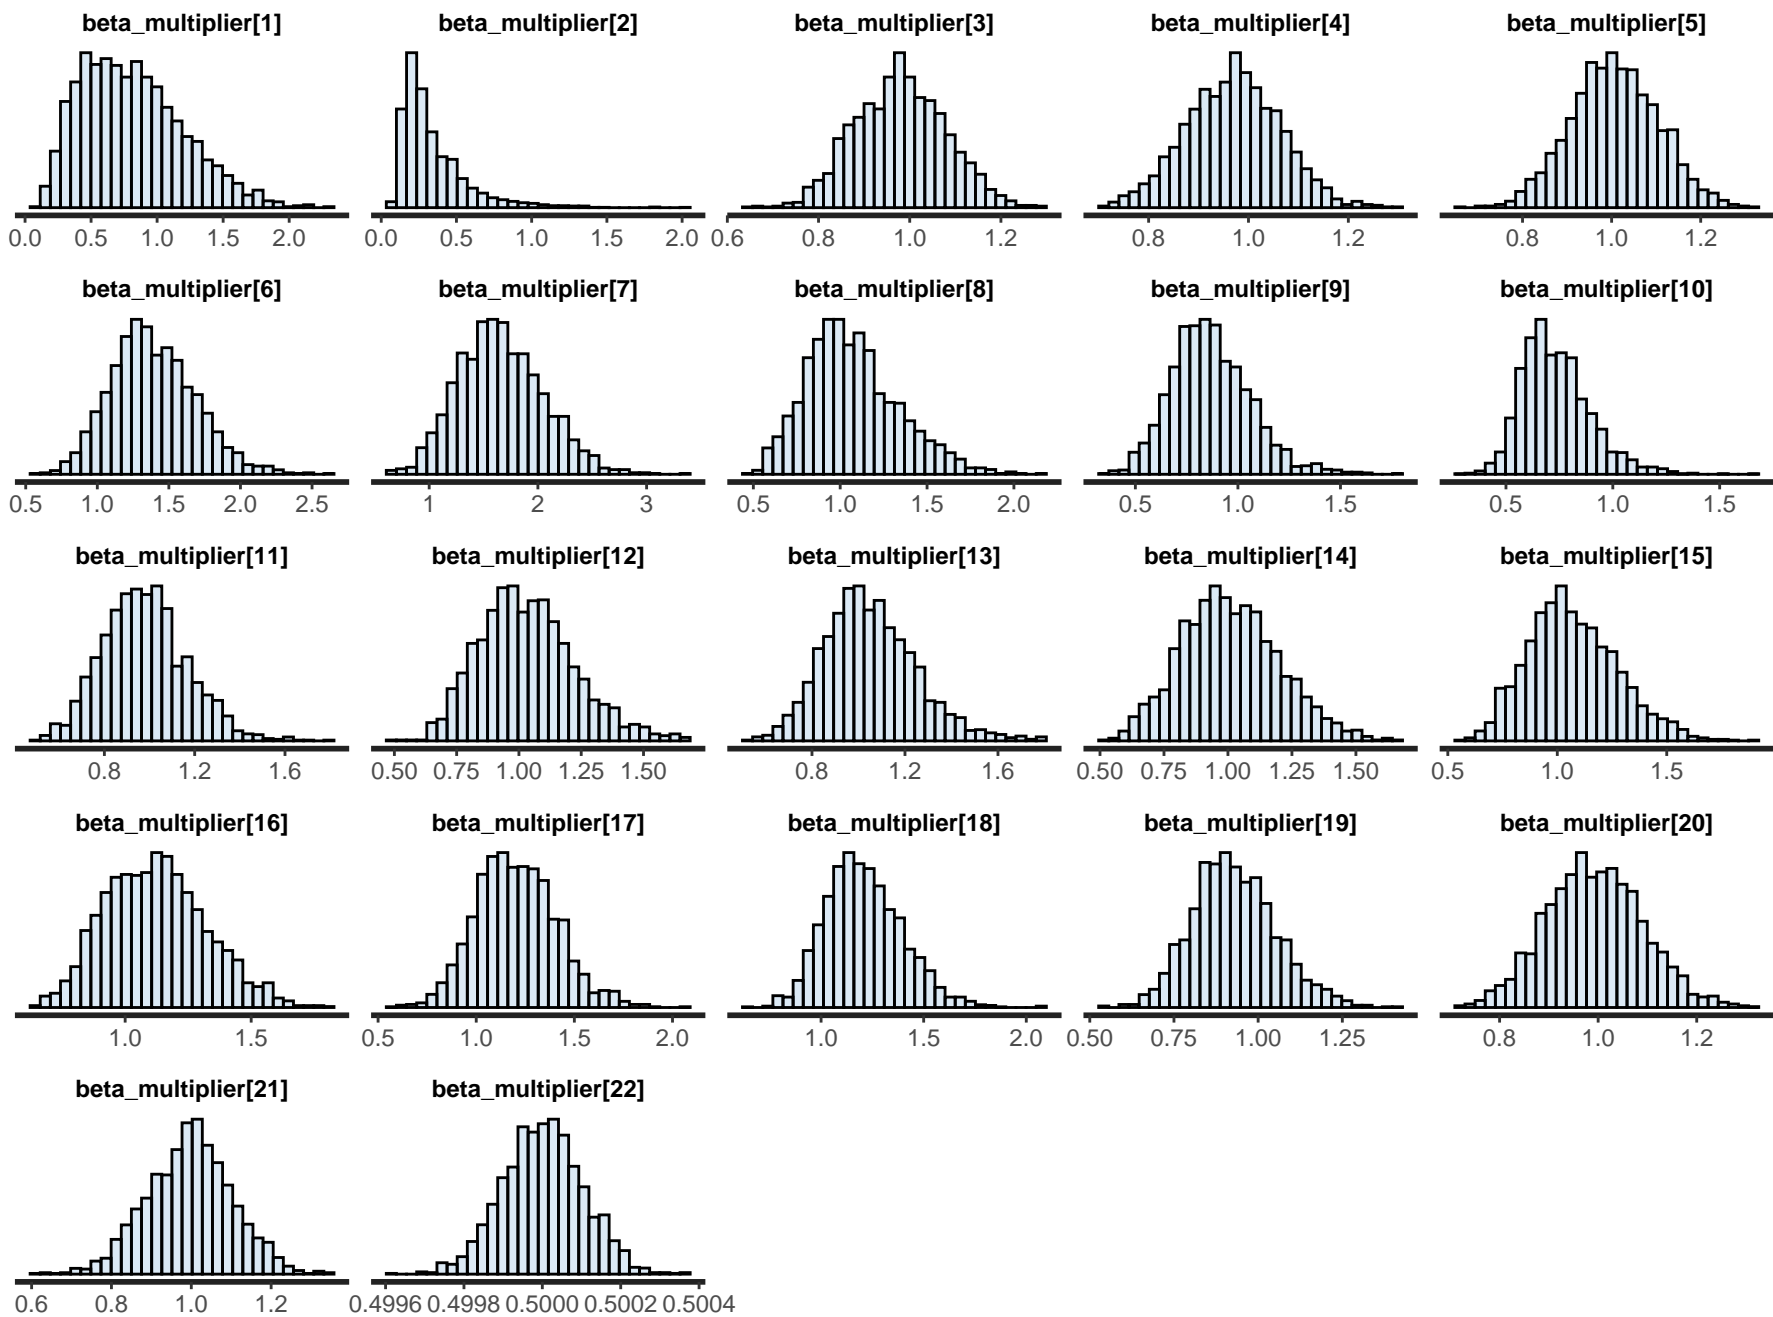 beta_multiplier[1] beta_multiplier[2] beta_multiplier[3] beta_multiplier[4] beta_multiplier[5]
0.0 0.5 1.0 1.5 2.0 0.0 0.5 1.0 1.5 2.0 0.6 0.8 1.0 1.2 0.8 1.0 1.2 0.8 1.0 1.2
beta_multiplier[6] beta_multiplier[7] beta_multiplier[8] beta_multiplier[9] beta_multiplier[10]
0.5 1.0 1.5 2.0 2.5 1 2 3 0.5 1.0 1.5 2.0 0.5 1.0 1.5 0.5 1.0 1.5
beta_multiplier[11] beta_multiplier[12] beta_multiplier[13] beta_multiplier[14] beta_multiplier[15]
0.8 1.2 1.6 0.50 0.75 1.00 1.25 1.50 0.8 1.2 1.6 0.50 0.75 1.00 1.25 1.50 0.5 1.0 1.5
beta_multiplier[16] beta_multiplier[17] beta_multiplier[18] beta_multiplier[19] beta_multiplier[20]
1.0 1.5 0.5 1.0 1.5 2.0 1.0 1.5 2.0 0.50 0.75 1.00 1.25 0.8 1.0 1.2
beta_multiplier[21] beta_multiplier[22]
0.6 0.8 1.0 1.2 0.4996 0.4998 0.5000 0.5002 0.5004